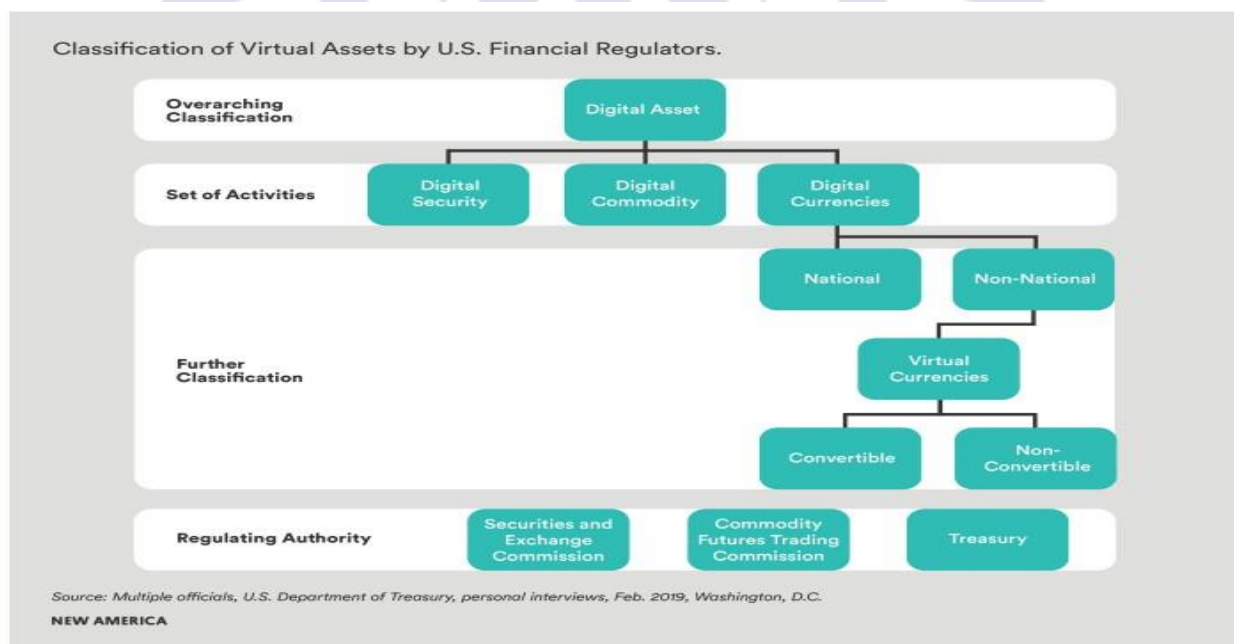 Classification of Virtual Assets by U.S. Financial Regulators.
Overarching
Classification
Digital Asset
Set of Activities
Digital
Security
Digital
Commodity
Digital
Currencies
National
Non-National
Further
Classification
Virtual
Currencies
Convertible
Non-
Convertible
Regulating Authority
Securities and
Exchange
Commission
Commodity
Futures Trading
Commission
Treasury
Source: Multiple officials, U.S. Department of Treasury, personal interviews, Feb. 2019, Washington, D.C.
NEW AMERICA